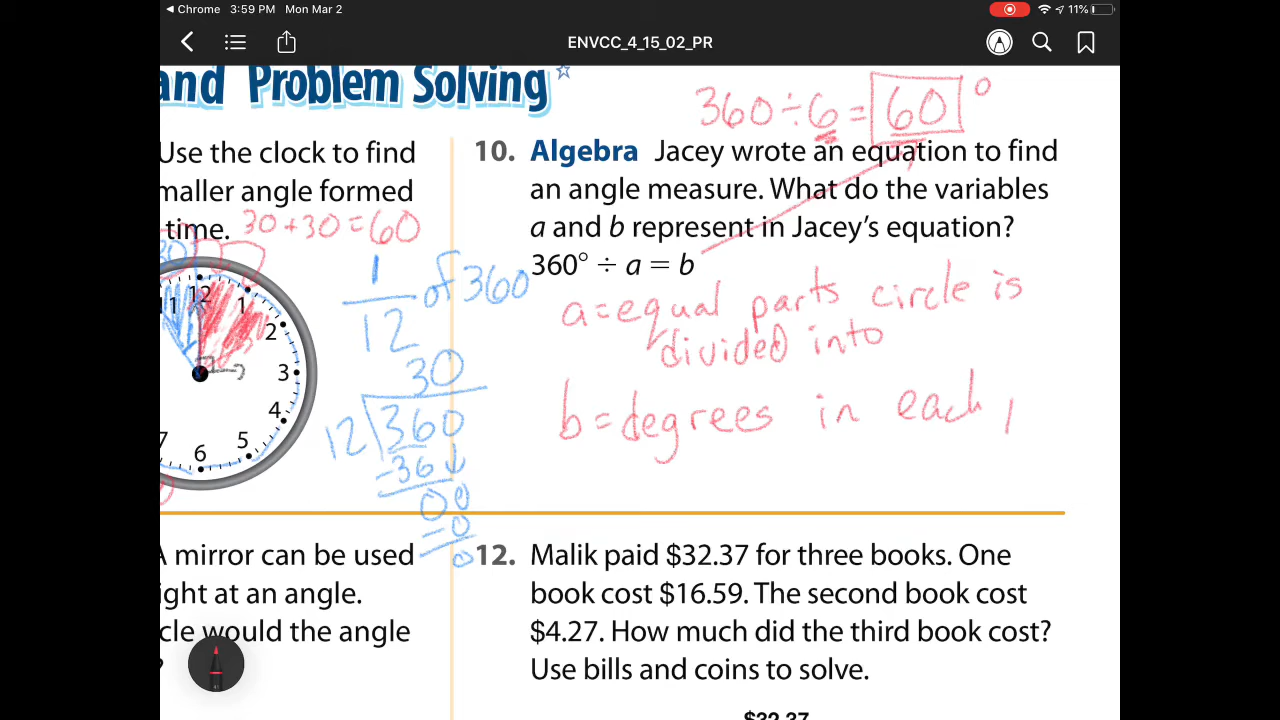 Chrome 3:59 PM Mon Mar 2
11%
ENVCC_4_15_02_PR
and Problem Solving
360÷6=60°
Use the clock to find
maller angle formed
time.
30+30=60
1/12 of 360
30
12 360
-36
00
-0
0
11 12 1
2
3
4
5
6
7
10. Algebra Jacey wrote an equation to find
an angle measure. What do the variables
a and b represent in Jacey's equation?
360° ÷ a = b
a=equal parts circle is
divided into
b=degrees in each
A mirror can be used
ight at an angle.
cle would the angle
?
12. Malik paid $32.37 for three books. One
book cost $16.59. The second book cost
$4.27. How much did the third book cost?
Use bills and coins to solve.
$32.37